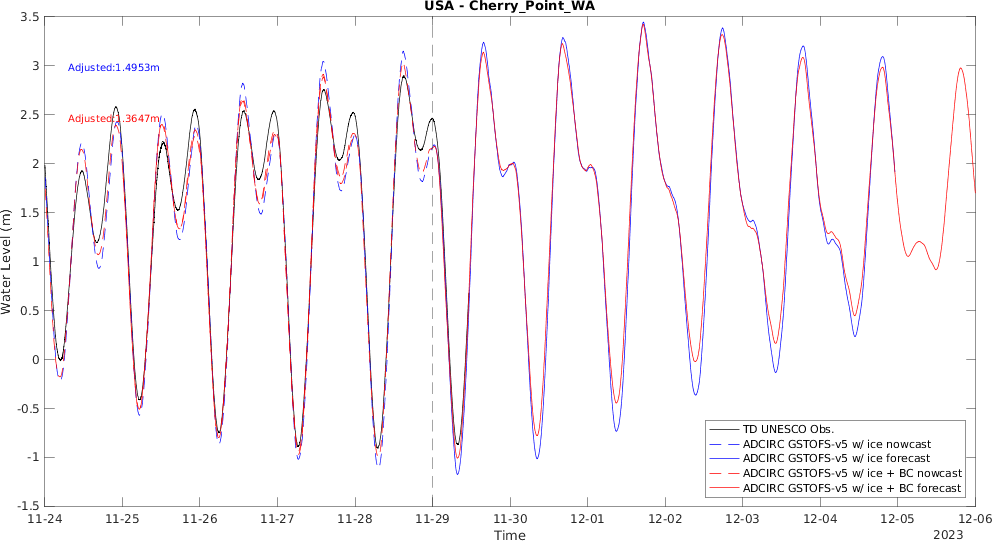 USA - Cherry_Point_WA
3.5
3
2.5
2
1.5
1
0.5
0
-0.5
-1
-1.5
Water Level (m)
Adjusted:1.4953m
Adjusted:1.3647m
TD UNESCO Obs.
ADCIRC GSTOFS-v5 w/ ice nowcast
ADCIRC GSTOFS-v5 w/ ice forecast
ADCIRC GSTOFS-v5 w/ ice + BC nowcast
ADCIRC GSTOFS-v5 w/ ice + BC forecast
11-24 11-25 11-26 11-27 11-28 11-29 11-30 12-01 12-02 12-03 12-04 12-05 12-06
Time
2023